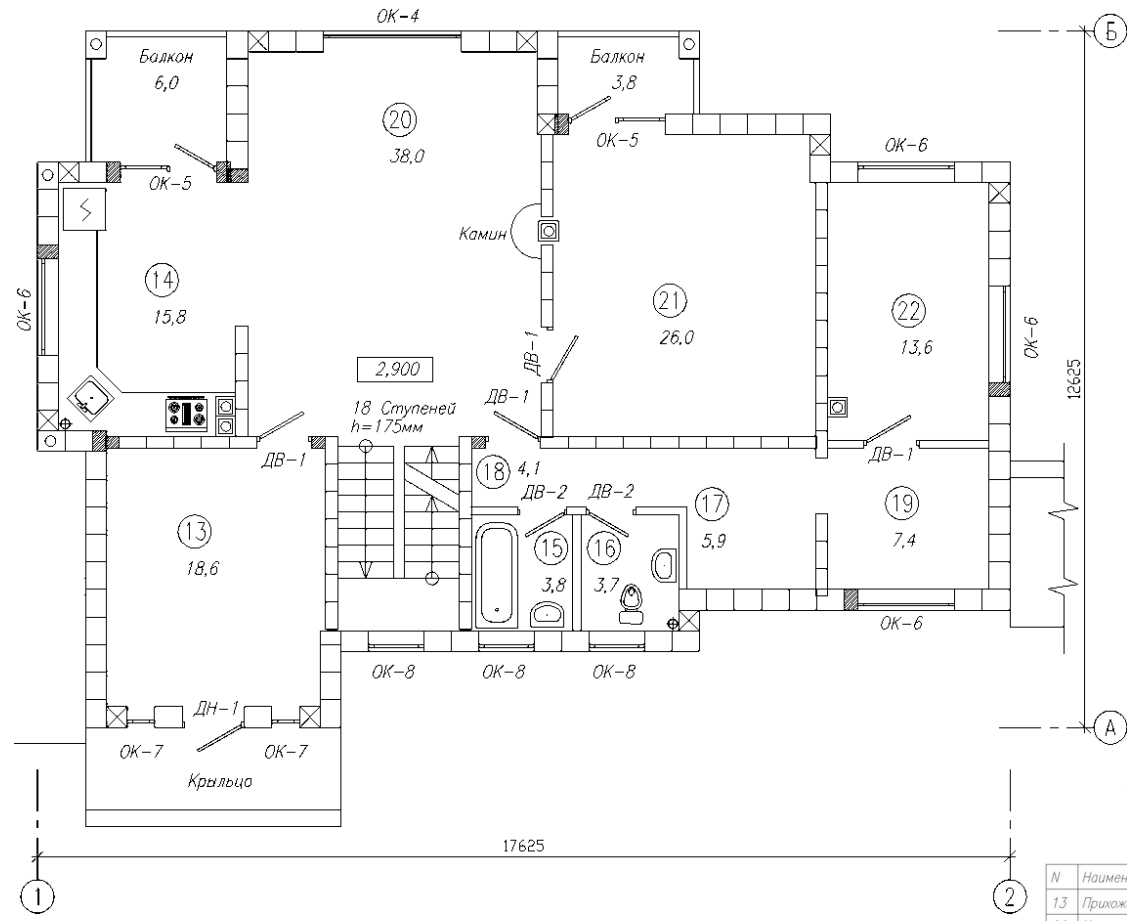 ОК-4
Б
Балкон
6,0
Балкон
3,8
20
38,0
ОК-5
ОК-6
ОК-5
Камин
14
15,8
21
26,0
22
13,6
ОК-6
ОК-6
ДВ-1
12625
2,900
18 Ступеней
h=175мм
ДВ-1
ДВ-1
ДВ-1
18 4,1
ДВ-2 ДВ-2
17
5,9
19
7,4
13
18,6
15
3,8
16
3,7
ОК-6
ОК-8 ОК-8 ОК-8
ДН-1
ОК-7 ОК-7
А
Крыльцо
17625
1
2
N Наимен
13 Прихож